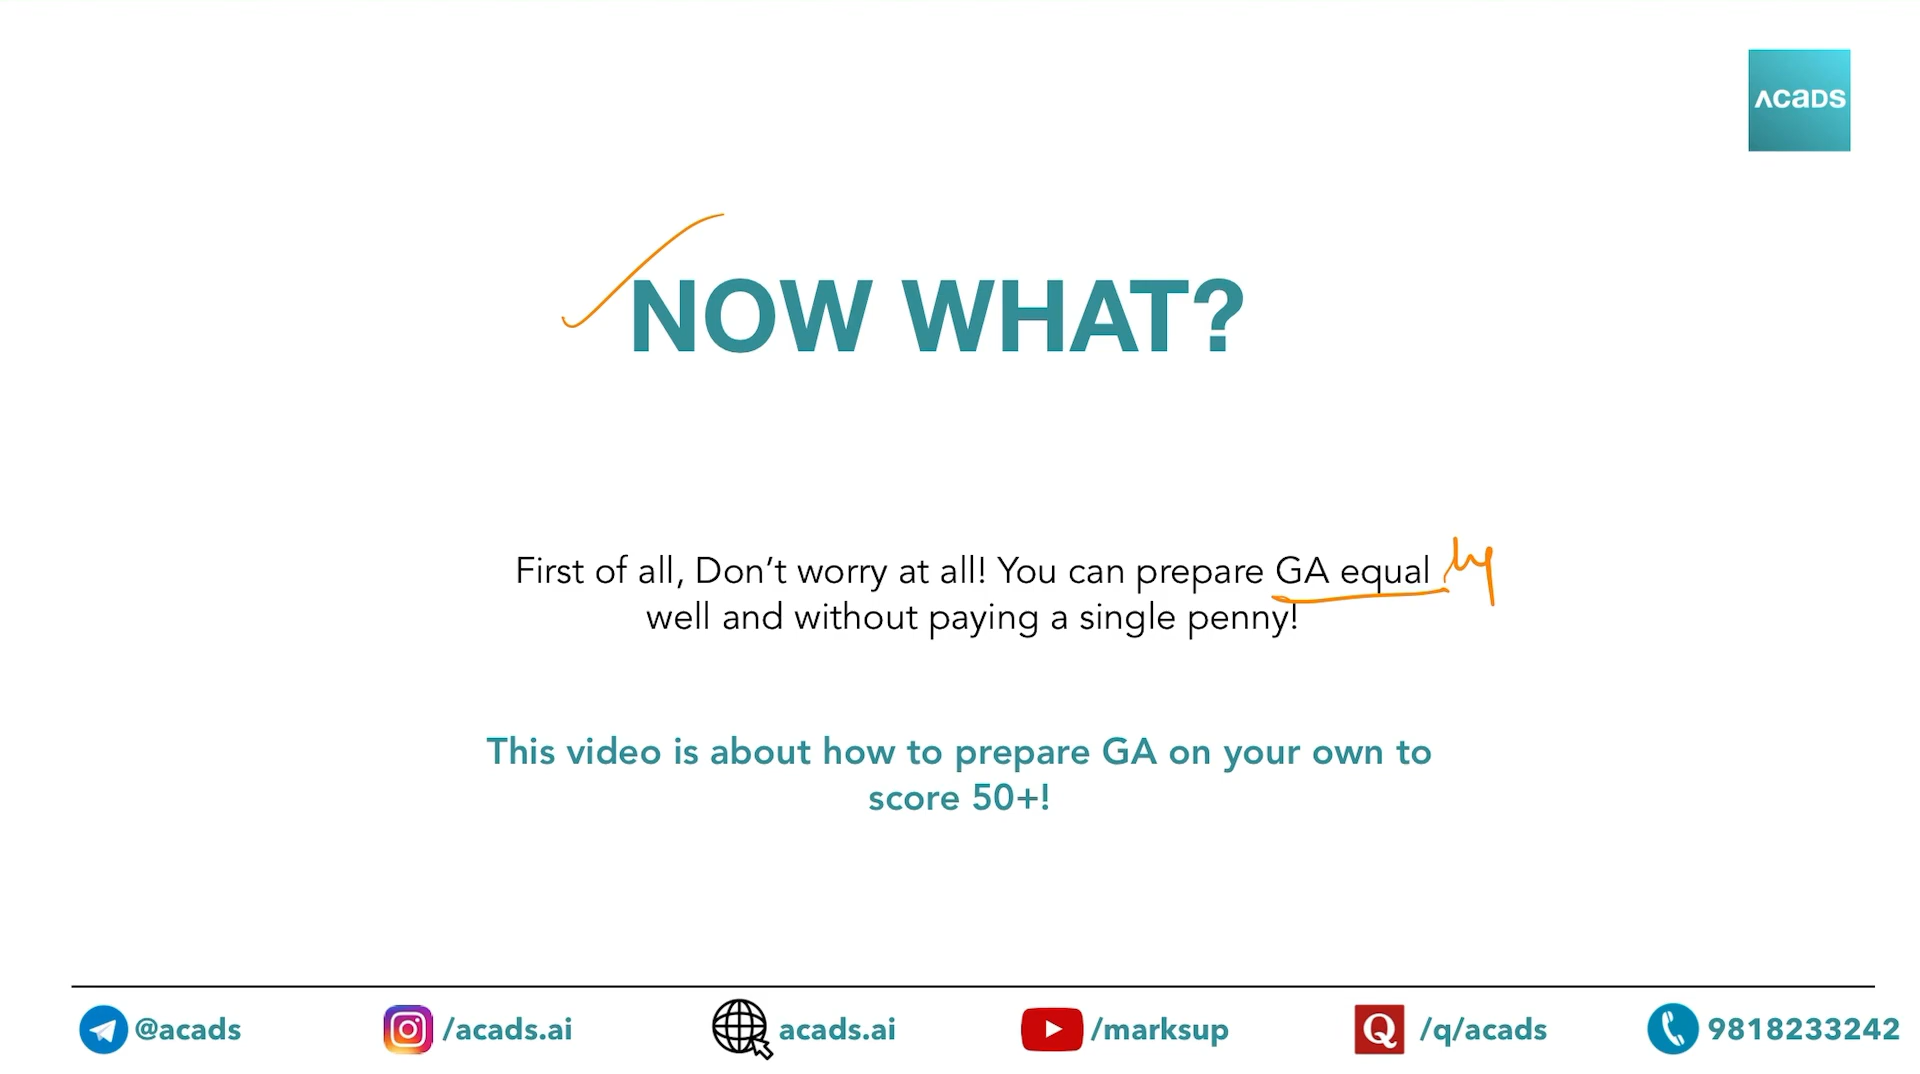 ACADS
NOW WHAT?
First of all, Don't worry at all! You can prepare GA equal ly
well and without paying a single penny!
This video is about how to prepare GA on your own to
score 50+!
@acads /acads.ai acads.ai /marksup /q/acads 9818233242